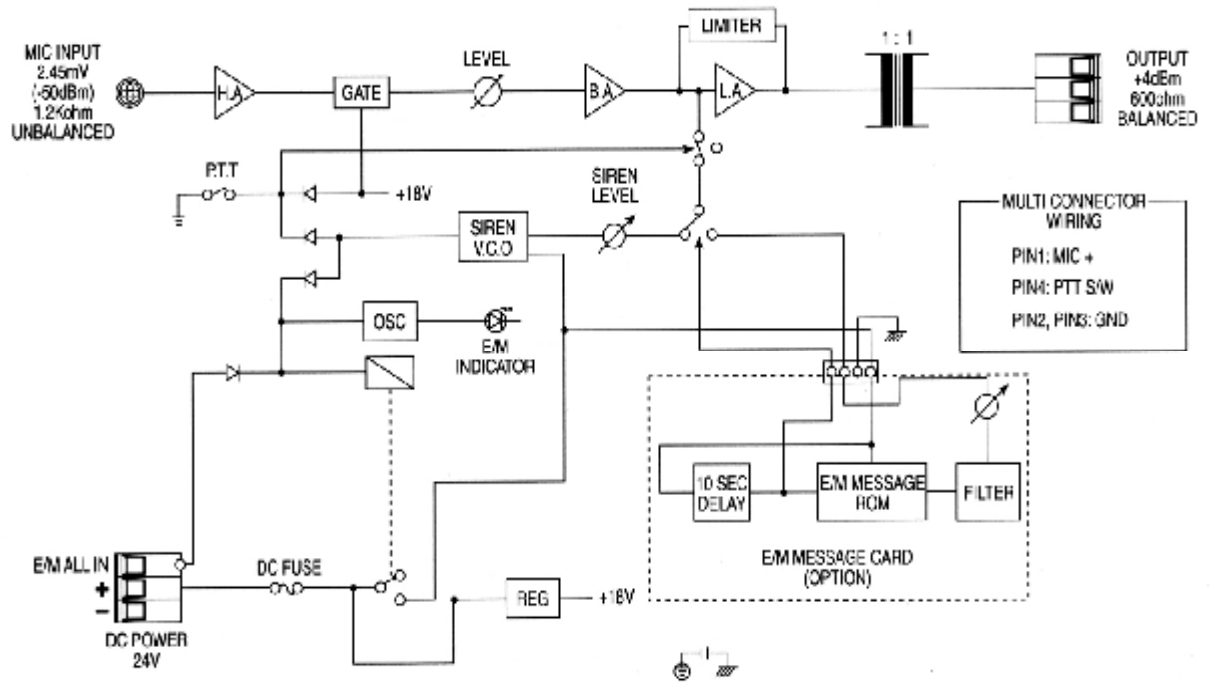 MIC INPUT
2.45mV
(-50dBm)
1.2Kohm
UNBALANCED
H.A.
GATE
LEVEL
B.A.
LIMITER
L.A.
1 : 1
OUTPUT
+4dBm
600ohm
BALANCED
P.T.T
+18V
SIREN
V.C.O
SIREN
LEVEL
MULTI CONNECTOR
WIRING
PIN1: MIC +
PIN4: PTT S/W
PIN2, PIN3: GND
OSC
E/M
INDICATOR
10 SEC
DELAY
E/M MESSAGE
ROM
FILTER
E/M MESSAGE CARD
(OPTION)
E/M ALL IN
+
−
DC POWER
24V
DC FUSE
REG
+18V